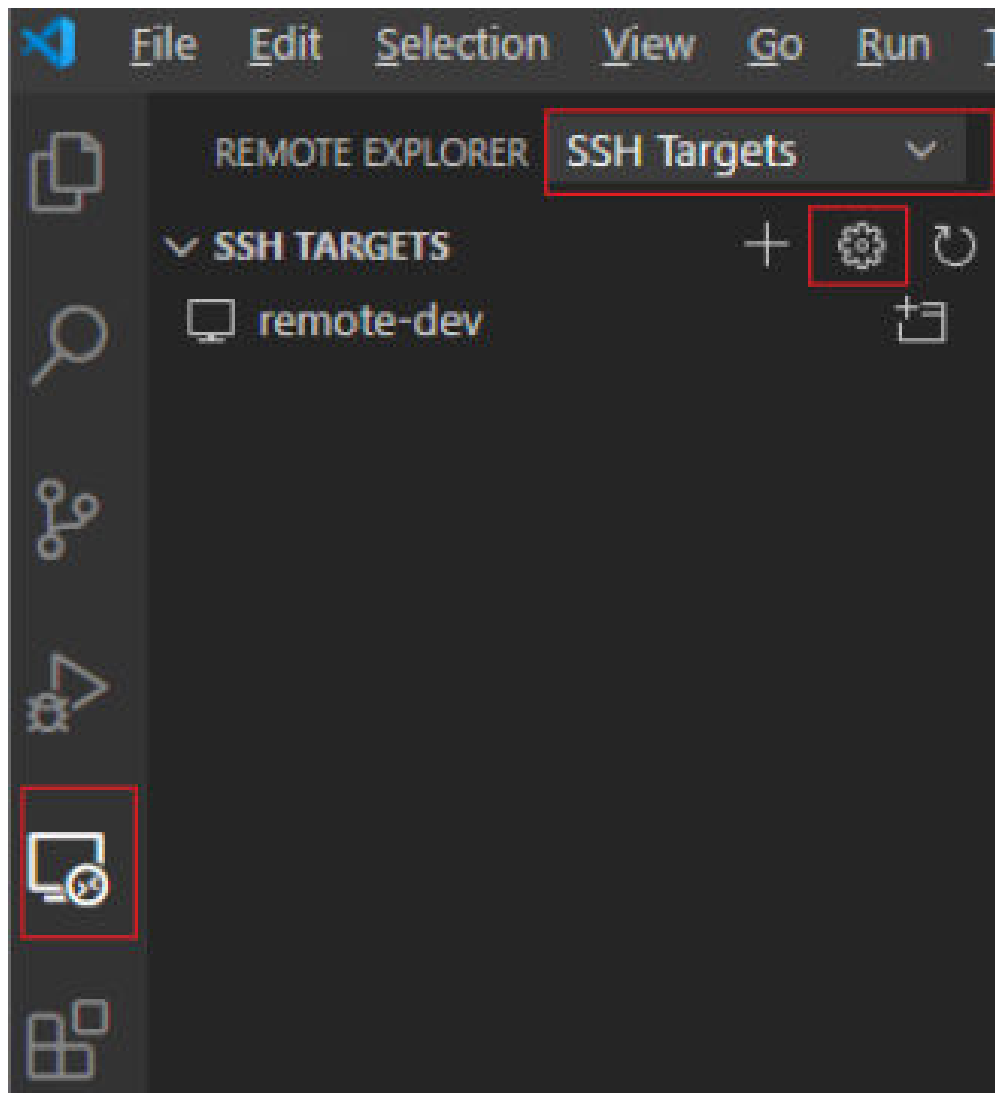 File Edit Selection View Go Run
REMOTE EXPLORER SSH Targets
SSH TARGETS
remote-dev